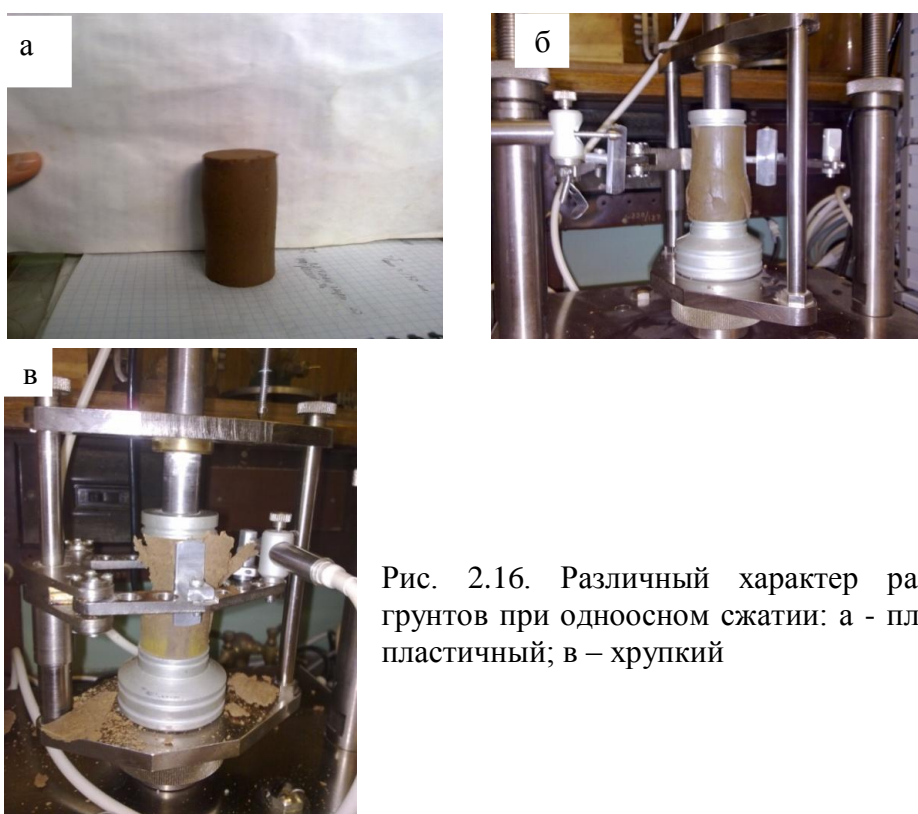 а
б
в
Рис. 2.16. Различный характер ра
грунтов при одноосном сжатии: а - пл
пластичный; в – хрупкий